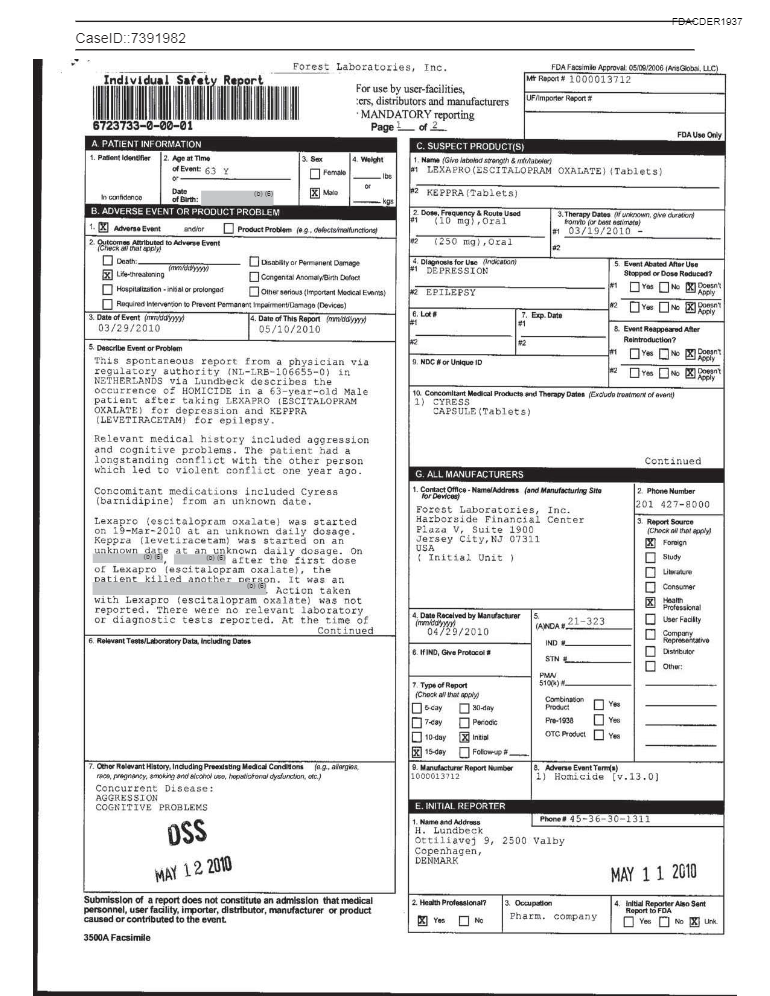 FDACDER1937
CaseID::7391982
Forest Laboratories, Inc.
FDA Facsimile Approval: 05/09/2006 (ArisGlobal, LLC)
Individual Safety Report
6723733-0-00-01
For use by user-facilities,
:ers, distributors and manufacturers
MANDATORY reporting
Page 1 of 2
Mfr Report # 1000013712
UF/Importer Report #
FDA Use Only
A. PATIENT INFORMATION
1. Patient Identifier
In confidence
2. Age at Time
of Event: 63 Y
or
Date
of Birth:
(b) (6)
3. Sex
Female
X Male
4. Weight
lbs
or
kgs
B. ADVERSE EVENT OR PRODUCT PROBLEM
1. X Adverse Event and/or Product Problem (e.g., defects/malfunctions)
2. Outcomes Attributed to Adverse Event
(Check all that apply)
Death:
(mm/dd/yyyy)
Disability or Permanent Damage
X Life-threatening
Congenital Anomaly/Birth Defect
Hospitalization - initial or prolonged
Other serious (Important Medical Events)
Required Intervention to Prevent Permanent Impairment/Damage (Devices)
3. Date of Event (mm/dd/yyyy)
03/29/2010
4. Date of This Report (mm/dd/yyyy)
05/10/2010
5. Describe Event or Problem
This spontaneous report from a physician via
regulatory authority (NL-LRB-106655-0) in
NETHERLANDS via Lundbeck describes the
occurrence of HOMICIDE in a 63-year-old Male
patient after taking LEXAPRO (ESCITALOPRAM
OXALATE) for depression and KEPPRA
(LEVETIRACETAM) for epilepsy.
Relevant medical history included aggression
and cognitive problems. The patient had a
longstanding conflict with the other person
which led to violent conflict one year ago.
Concomitant medications included Cyress
(barnidipine) from an unknown date.
Lexapro (escitalopram oxalate) was started
on 19-Mar-2010 at an unknown daily dosage.
Keppra (levetiracetam) was started on an
unknown date at an unknown daily dosage. On
(b) (6), (b) (6) after the first dose
of Lexapro (escitalopram oxalate), the
patient killed another person. It was an
(b) (6). Action taken
with Lexapro (escitalopram oxalate) was not
reported. There were no relevant laboratory
or diagnostic tests reported. At the time of
Continued
6. Relevant Tests/Laboratory Data, Including Dates
7. Other Relevant History, Including Preexisting Medical Conditions (e.g., allergies,
race, pregnancy, smoking and alcohol use, hepatic/renal dysfunction, etc.)
Concurrent Disease:
AGGRESSION
COGNITIVE PROBLEMS
DSS
MAY 12 2010
Submission of a report does not constitute an admission that medical
personnel, user facility, importer, distributor, manufacturer or product
caused or contributed to the event.
3500A Facsimile
C. SUSPECT PRODUCT(S)
1. Name (Give labeled strength & mfr/labeler)
#1 LEXAPRO(ESCITALOPRAM OXALATE)(Tablets)
#2 KEPPRA(Tablets)
2. Dose, Frequency & Route Used
#1 (10 mg),Oral
#2 (250 mg),Oral
3. Therapy Dates (If unknown, give duration)
from/to (or best estimate)
#1 03/19/2010 -
#2
4. Diagnosis for Use (Indication)
#1 DEPRESSION
#2 EPILEPSY
5. Event Abated After Use
Stopped or Dose Reduced?
#1 Yes No X Doesn't Apply
#2 Yes No X Doesn't Apply
6. Lot #
#1
#2
7. Exp. Date
#1
#2
8. Event Reappeared After
Reintroduction?
#1 Yes No X Doesn't Apply
#2 Yes No X Doesn't Apply
9. NDC # or Unique ID
10. Concomitant Medical Products and Therapy Dates (Exclude treatment of event)
1) CYRESS
CAPSULE(Tablets)
Continued
G. ALL MANUFACTURERS
1. Contact Office - Name/Address (and Manufacturing Site
for Devices)
Forest Laboratories, Inc.
Harborside Financial Center
Plaza V, Suite 1900
Jersey City,NJ 07311
USA
( Initial Unit )
2. Phone Number
201 427-8000
3. Report Source
(Check all that apply)
X Foreign
Study
Literature
Consumer
X Health
Professional
User Facility
Company
Representative
Distributor
Other:
4. Date Received by Manufacturer
(mm/dd/yyyy)
04/29/2010
5.
(A)NDA # 21-323
IND #
STN #
PMA/
510(k) #
Combination
Product Yes
Pre-1938 Yes
OTC Product Yes
6. If IND, Give Protocol #
7. Type of Report
(Check all that apply)
5-day 30-day
7-day Periodic
10-day X Initial
X 15-day Follow-up #
9. Manufacturer Report Number
1000013712
8. Adverse Event Term(s)
1) Homicide [v.13.0]
E. INITIAL REPORTER
1. Name and Address
Phone # 45-36-30-1311
H. Lundbeck
Ottiliavej 9, 2500 Valby
Copenhagen,
DENMARK
MAY 11 2010
2. Health Professional?
X Yes No
3. Occupation
Pharm. company
4. Initial Reporter Also Sent
Report to FDA
Yes No X Unk.